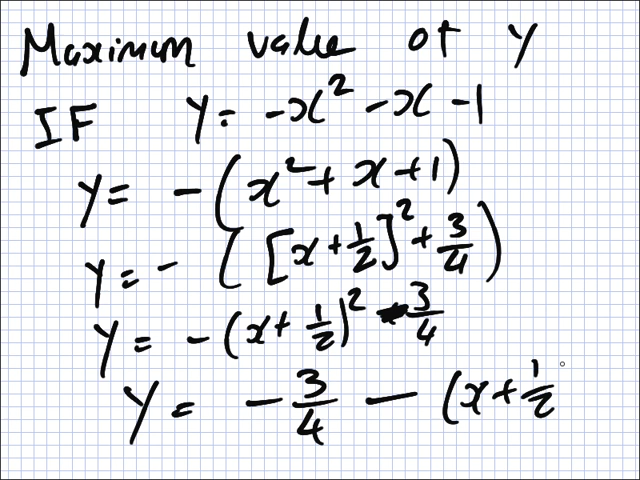 Maximum value of y
IF y = -x² - x - 1
y = - (x² + x + 1)
y = - ([x + 1/2]² + 3/4)
y = - (x + 1/2)² - 3/4
y = - 3/4 - (x + 1/2